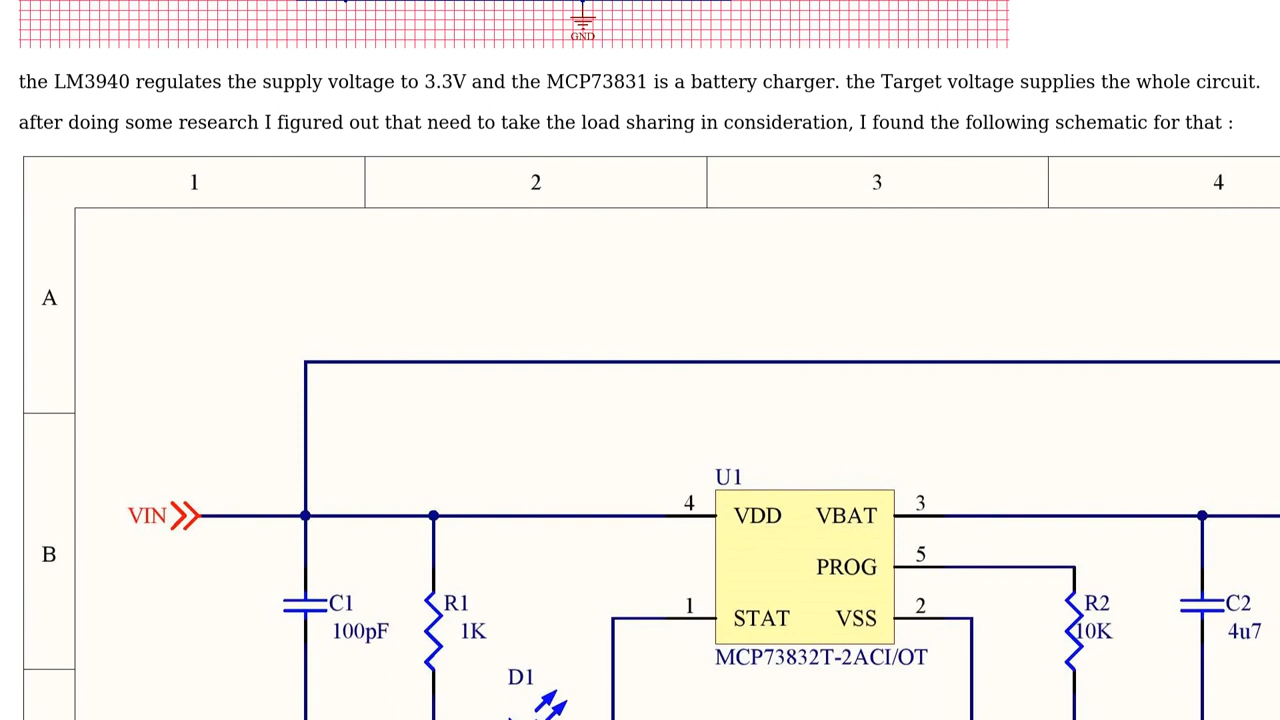 GND
the LM3940 regulates the supply voltage to 3.3V and the MCP73831 is a battery charger. the Target voltage supplies the whole circuit.
after doing some research I figured out that need to take the load sharing in consideration, I found the following schematic for that :
1 2 3 4
A
U1
VIN
4 VDD VBAT 3
B
PROG 5
C1 R1 1 STAT VSS 2 R2 C2
100pF 1K 10K 4u7
MCP73832T-2ACI/OT
D1